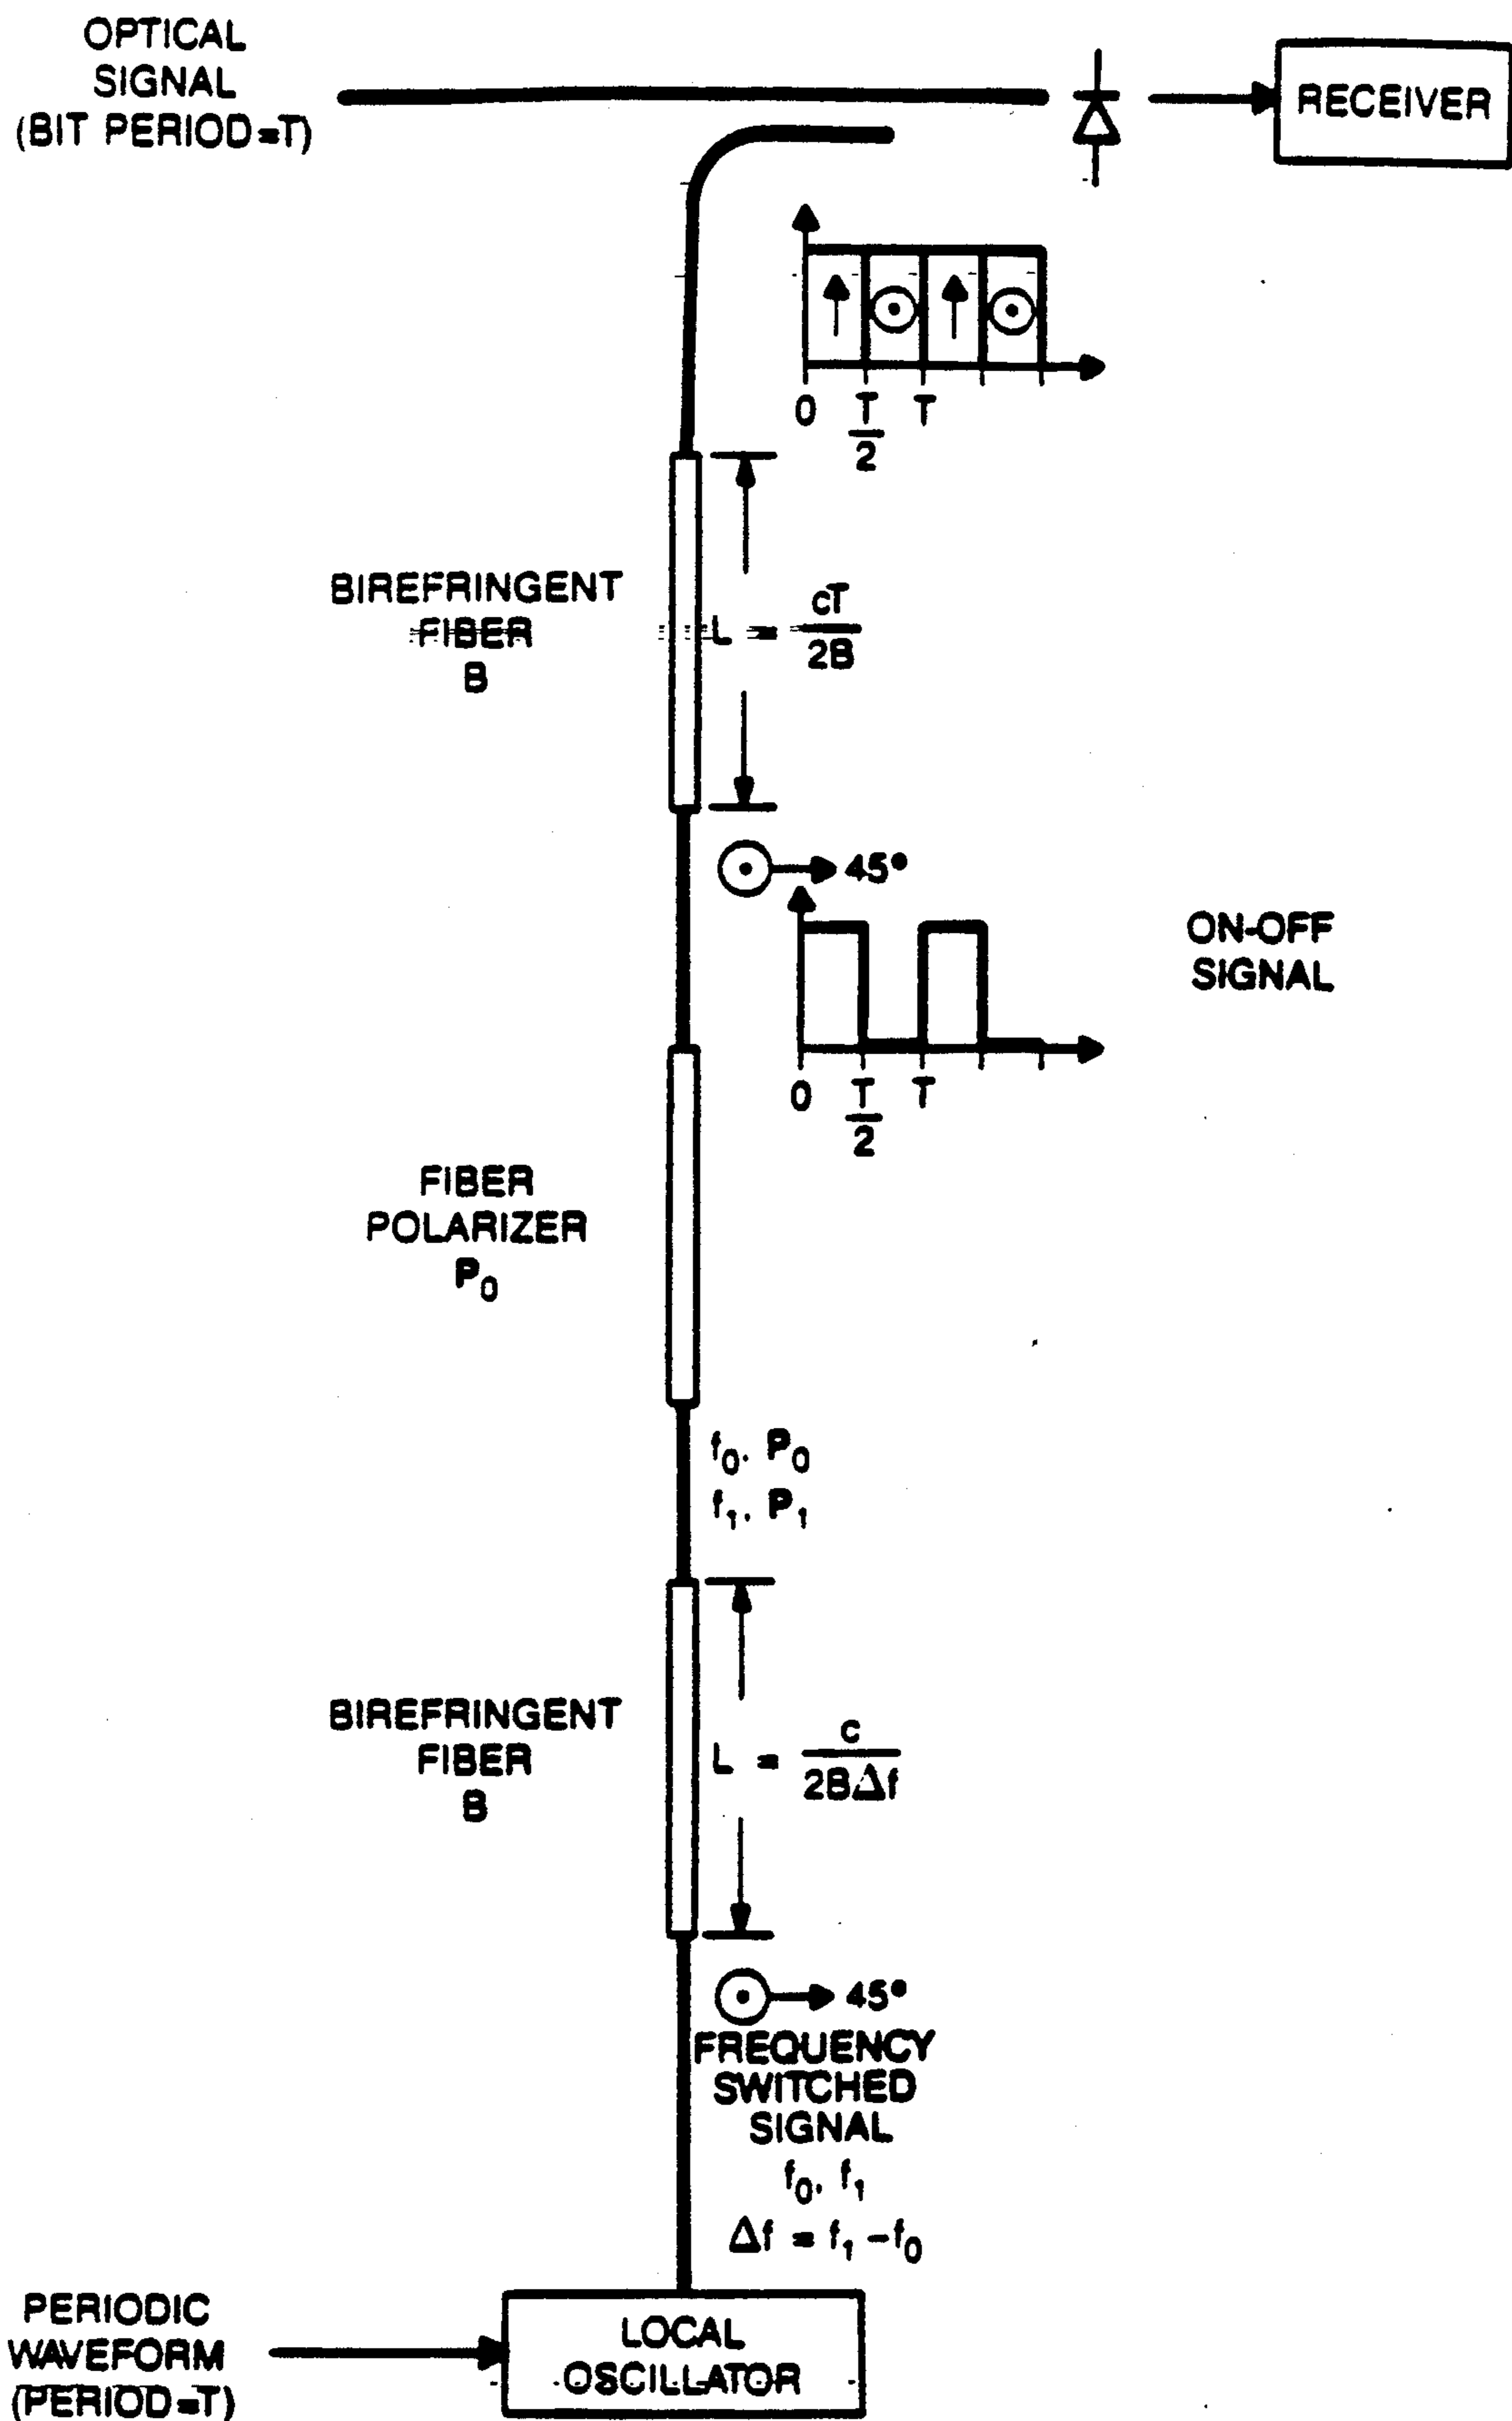 OPTICAL
SIGNAL
(BIT PERIOD=T)
RECEIVER
0 T/2 T
BIREFRINGENT
FIBER
B
L = cT/2B
45°
ON-OFF
SIGNAL
0 T/2 T
FIBER
POLARIZER
P₀
f₀, P₀
f₁, P₁
BIREFRINGENT
FIBER
B
L = c/2BΔf
45°
FREQUENCY
SWITCHED
SIGNAL
f₀, f₁
Δf = f₁ – f₀
PERIODIC
WAVEFORM
(PERIOD=T)
LOCAL
OSCILLATOR